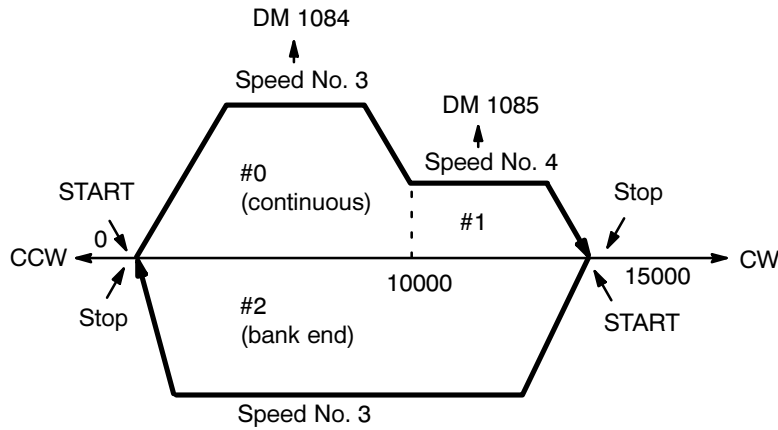 DM 1084
Speed No. 3
DM 1085
Speed No. 4
#0
(continuous)
START
Stop
#1
0
CCW
CW
10000
15000
Stop
#2
(bank end)
START
Speed No. 3